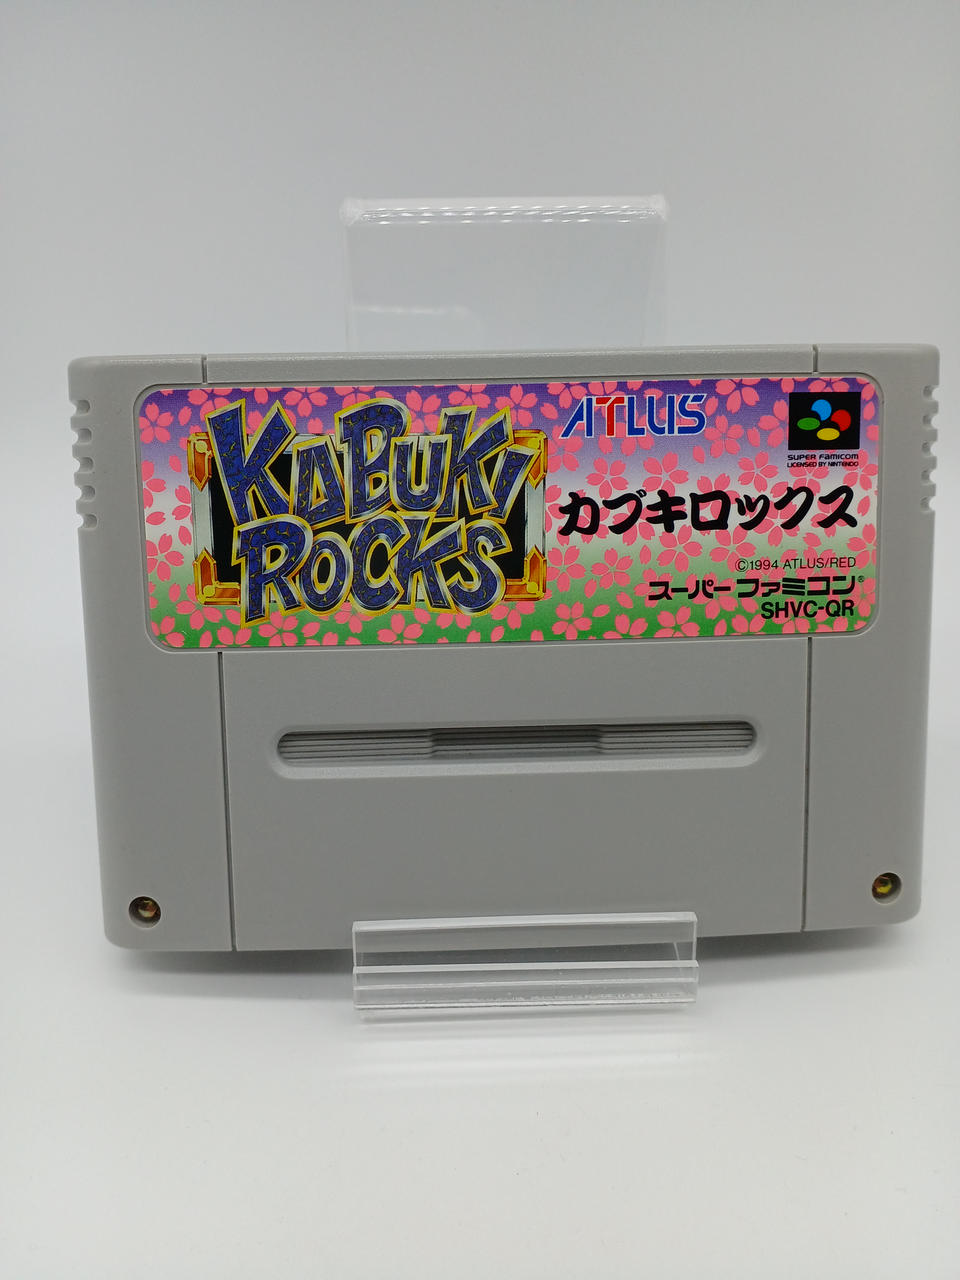 KABUKI
ROCKS
ATLUS
SUPER FAMICOM
LICENSED BY NINTENDO
カブキロックス
©1994 ATLUS/RED
スーパーファミコン®
SHVC-QR